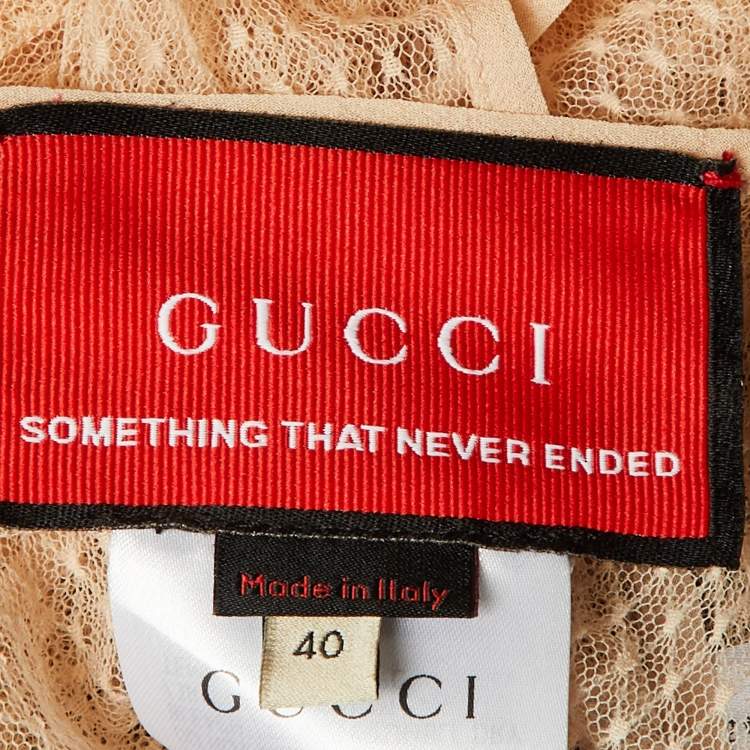 GUCCI
SOMETHING THAT NEVER ENDED
Made in Italy
40
GUCCI